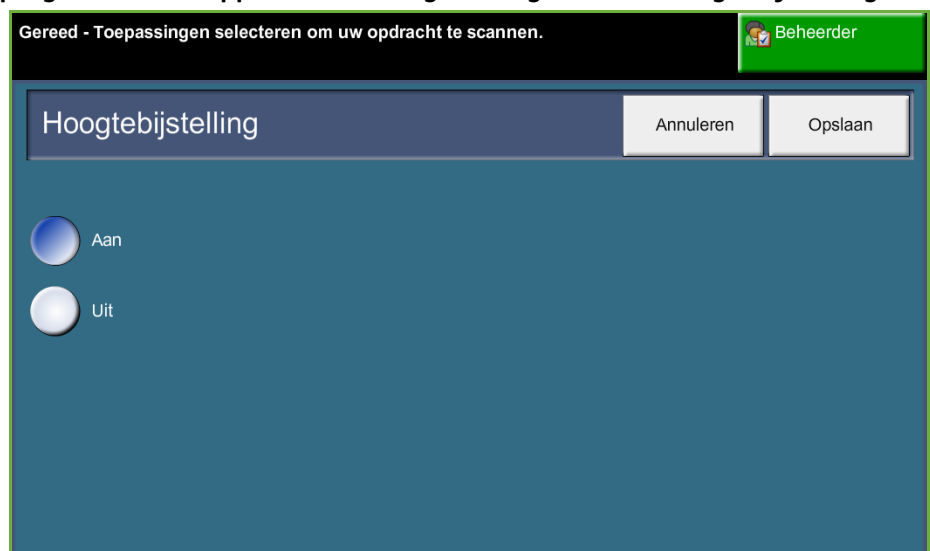 Gereed - Toepassingen selecteren om uw opdracht te scannen.
Beheerder
Hoogtebijstelling
Annuleren
Opslaan
Aan
Uit